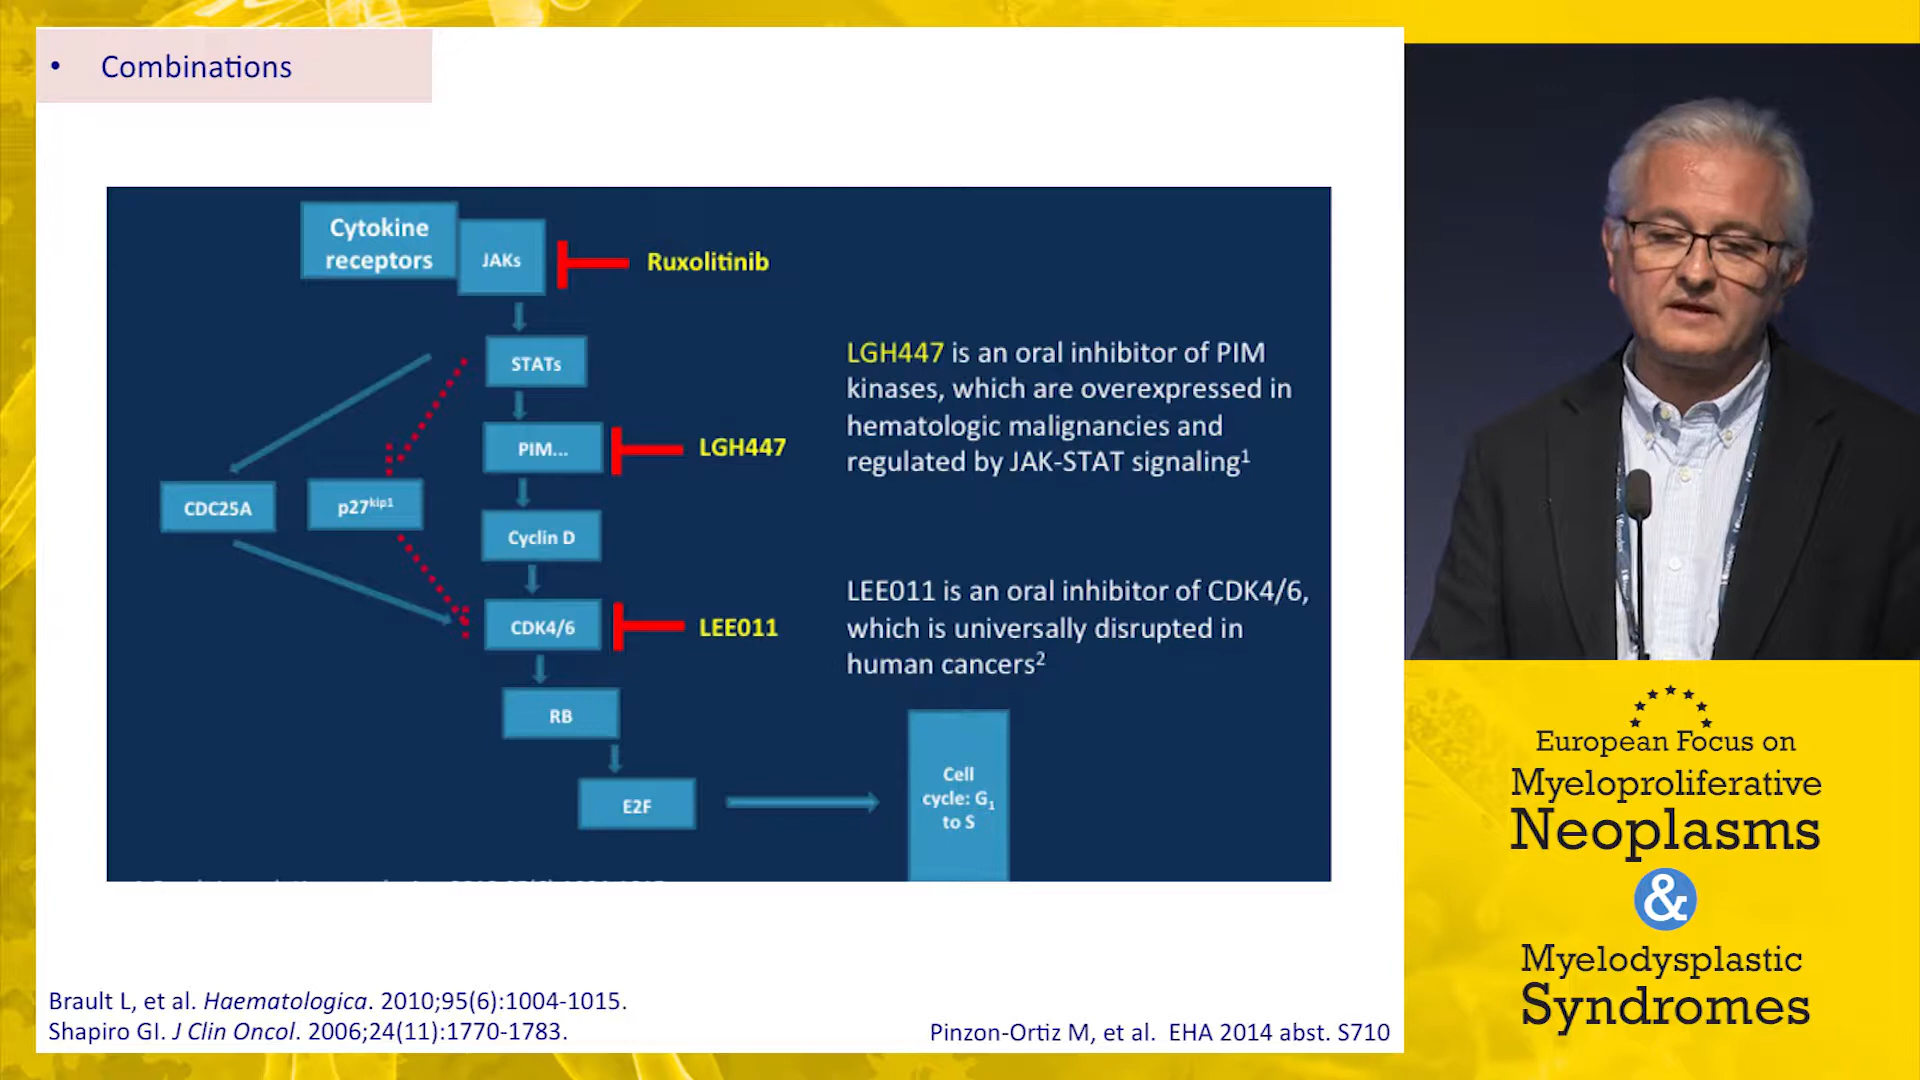 • Combinations
Cytokine
receptors
JAKs
Ruxolitinib
STATs
LGH447 is an oral inhibitor of PIM
kinases, which are overexpressed in
hematologic malignancies and
regulated by JAK-STAT signaling¹
PIM...
LGH447
CDC25A
p27ᵏⁱᵖ¹
Cyclin D
LEE011 is an oral inhibitor of CDK4/6,
which is universally disrupted in
human cancers²
CDK4/6
LEE011
RB
E2F
Cell
cycle: G₁
to S
Brault L, et al. Haematologica. 2010;95(6):1004-1015.
Shapiro GI. J Clin Oncol. 2006;24(11):1770-1783.
Pinzon-Ortiz M, et al. EHA 2014 abst. S710
European Focus on
Myeloproliferative
Neoplasms
&
Myelodysplastic
Syndromes